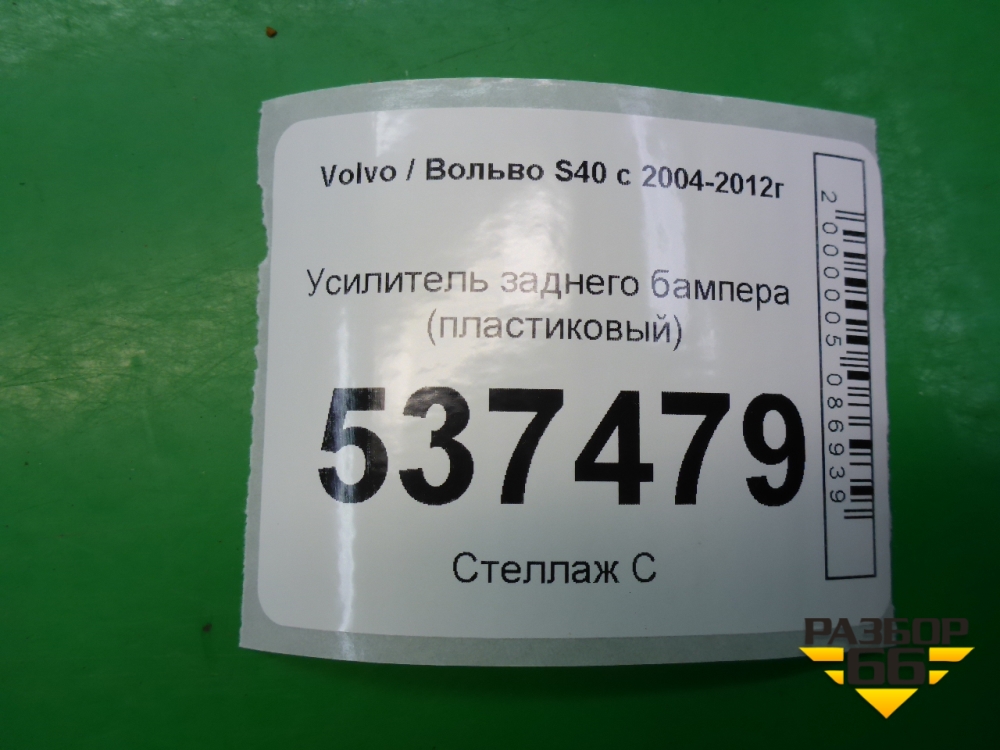 Volvo / Вольво S40 с 2004-2012г
Усилитель заднего бампера
(пластиковый)
537479
Стеллаж С
2000005086939
РАЗБОР
66